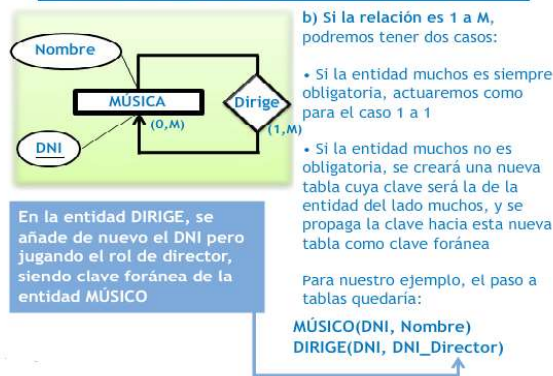 Nombre
MÚSICA
Dirige
(0,M)
(1,M)
DNI
En la entidad DIRIGE, se
añade de nuevo el DNI pero
jugando el rol de director,
siendo clave foránea de la
entidad MÚSICO
b) Si la relación es 1 a M,
podremos tener dos casos:
• Si la entidad muchos es siempre
obligatoria, actuaremos como
para el caso 1 a 1
• Si la entidad muchos no es
obligatoria, se creará una nueva
tabla cuya clave será la de la
entidad del lado muchos, y se
propaga la clave hacia esta nueva
tabla como clave foránea
Para nuestro ejemplo, el paso a
tablas quedaría:
MÚSICO(DNI, Nombre)
DIRIGE(DNI, DNI_Director)